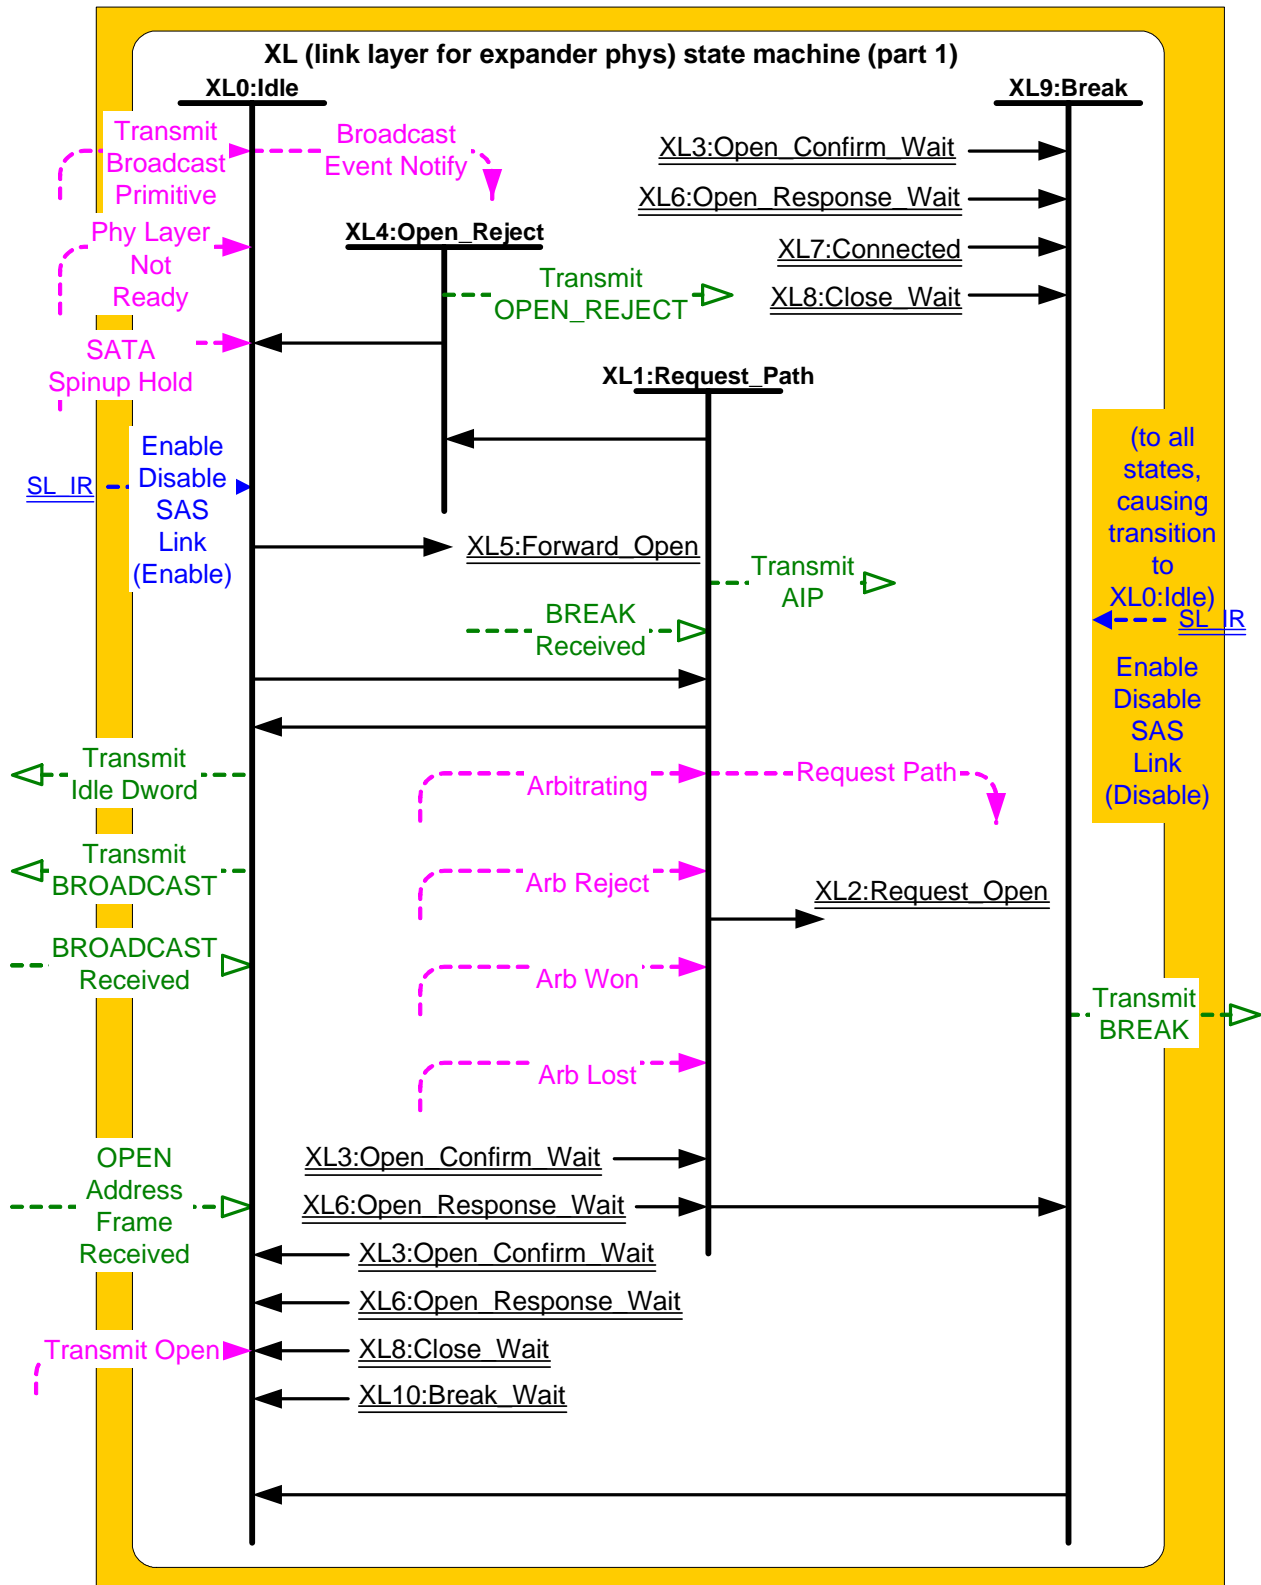 XL (link layer for expander phys) state machine (part 1)
XL0:Idle
XL9:Break
Transmit
Broadcast
Primitive
Broadcast
Event Notify
XL3:Open_Confirm_Wait
XL6:Open_Response_Wait
XL7:Connected
XL8:Close_Wait
Phy Layer
Not
Ready
XL4:Open_Reject
Transmit
OPEN_REJECT
SATA
Spinup Hold
XL1:Request_Path
Enable
Disable
SAS
Link
(Enable)
SL_IR
(to all
states,
causing
transition
to
XL0:Idle)
SL_IR
Enable
Disable
SAS
Link
(Disable)
XL5:Forward_Open
Transmit
AIP
BREAK
Received
Transmit
Idle Dword
Arbitrating
Request Path
Transmit
BROADCAST
Arb Reject
XL2:Request_Open
BROADCAST
Received
Arb Won
Transmit
BREAK
Arb Lost
OPEN
Address
Frame
Received
XL3:Open_Confirm_Wait
XL6:Open_Response_Wait
XL3:Open_Confirm_Wait
XL6:Open_Response_Wait
Transmit Open
XL8:Close_Wait
XL10:Break_Wait